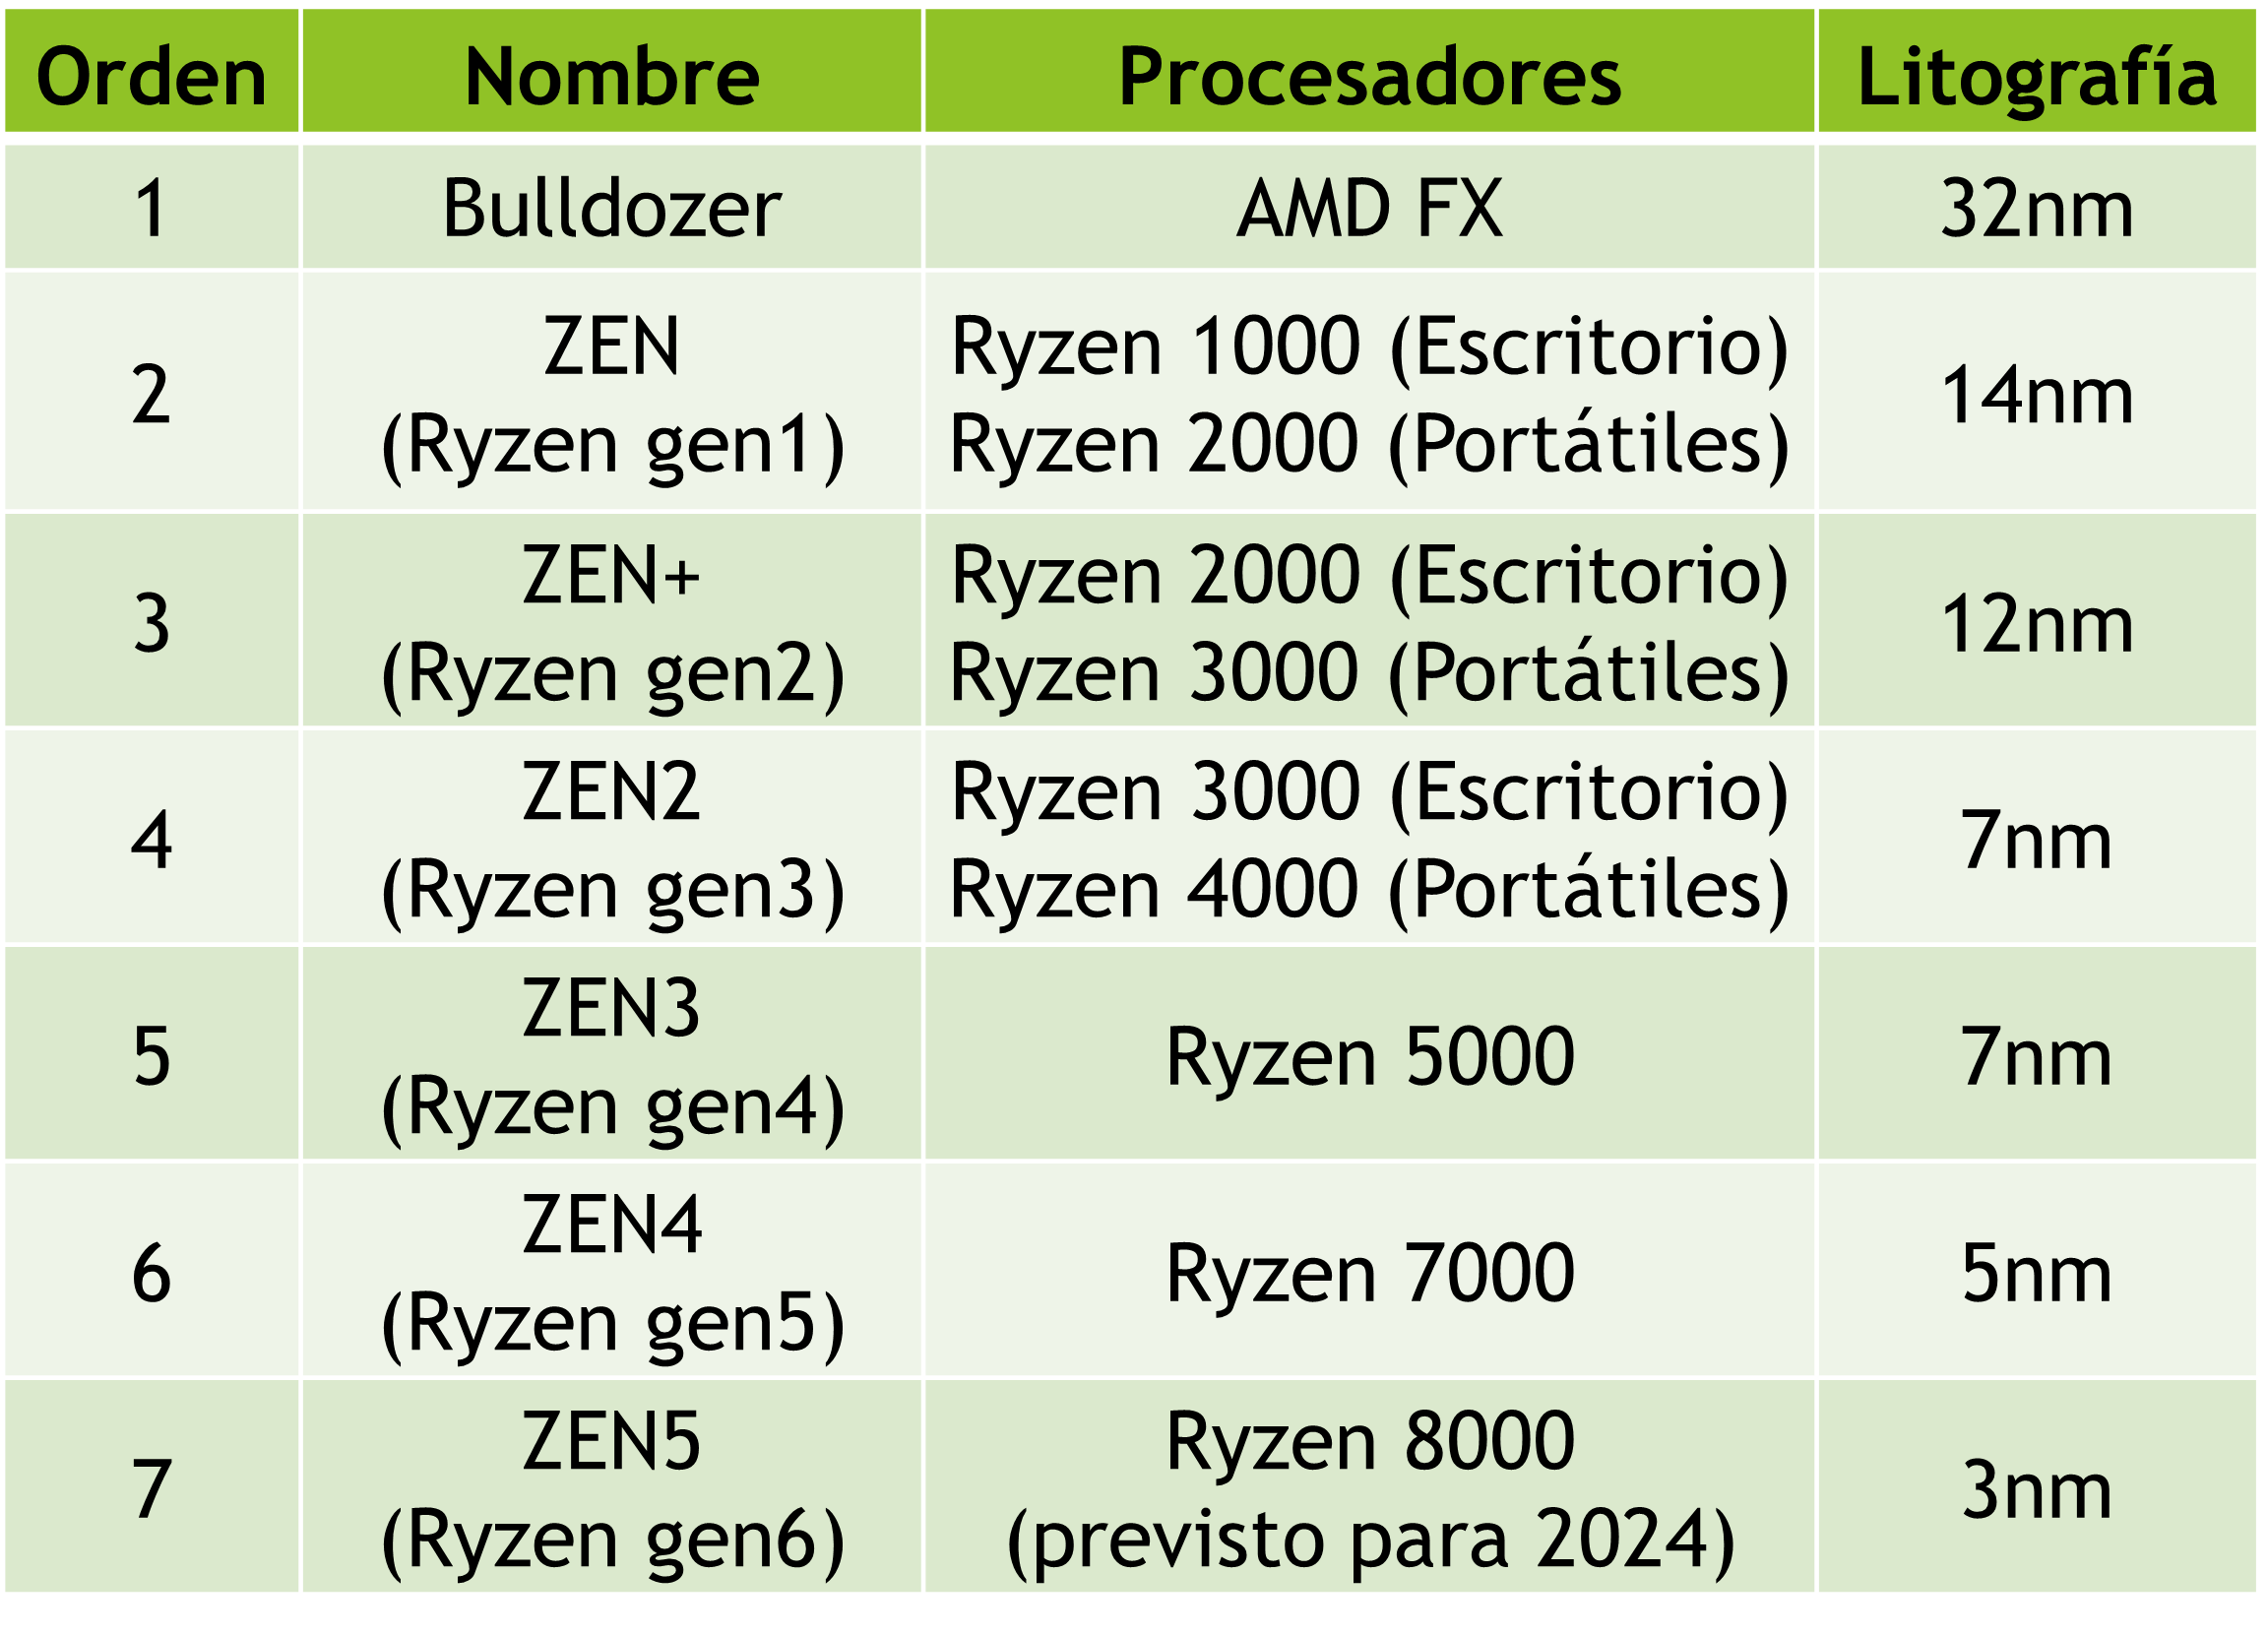 Orden Nombre Procesadores Litografía
1 Bulldozer AMD FX 32nm
2 ZEN (Ryzen gen1) Ryzen 1000 (Escritorio) Ryzen 2000 (Portátiles) 14nm
3 ZEN+ (Ryzen gen2) Ryzen 2000 (Escritorio) Ryzen 3000 (Portátiles) 12nm
4 ZEN2 (Ryzen gen3) Ryzen 3000 (Escritorio) Ryzen 4000 (Portátiles) 7nm
5 ZEN3 (Ryzen gen4) Ryzen 5000 7nm
6 ZEN4 (Ryzen gen5) Ryzen 7000 5nm
7 ZEN5 (Ryzen gen6) Ryzen 8000 (previsto para 2024) 3nm